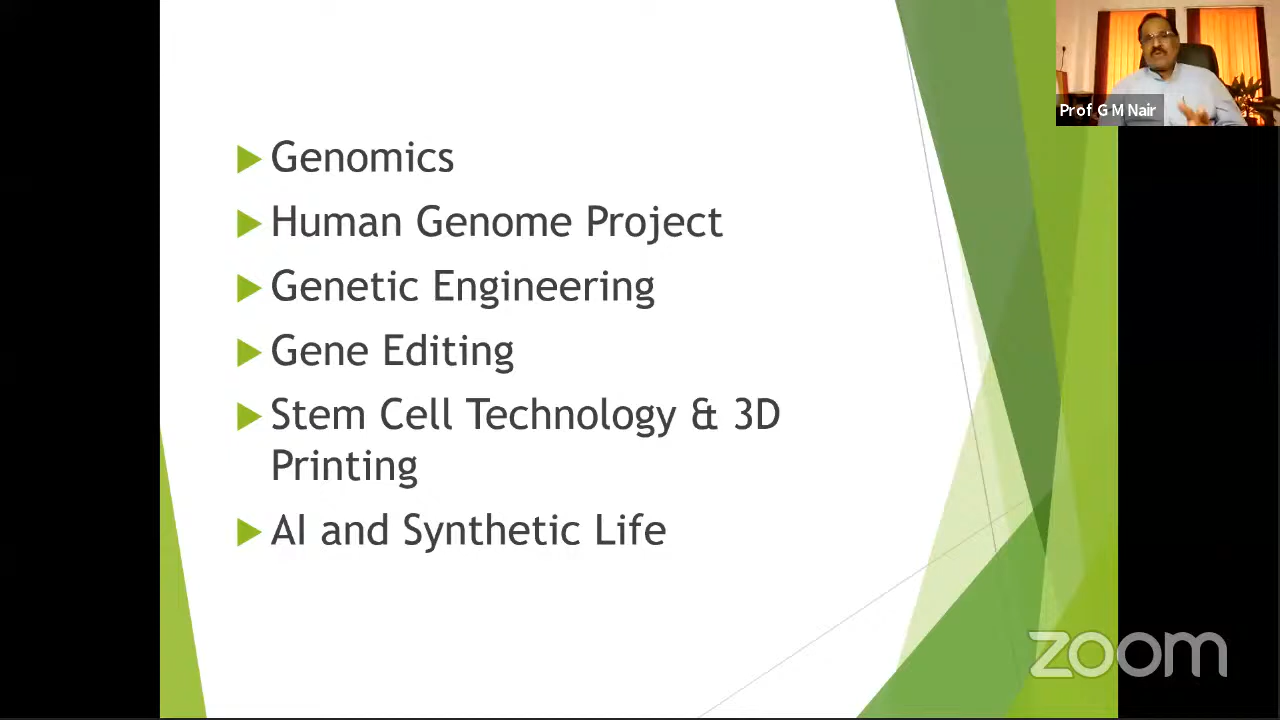 Prof G M Nair
Genomics
Human Genome Project
Genetic Engineering
Gene Editing
Stem Cell Technology & 3D
Printing
AI and Synthetic Life
zoom